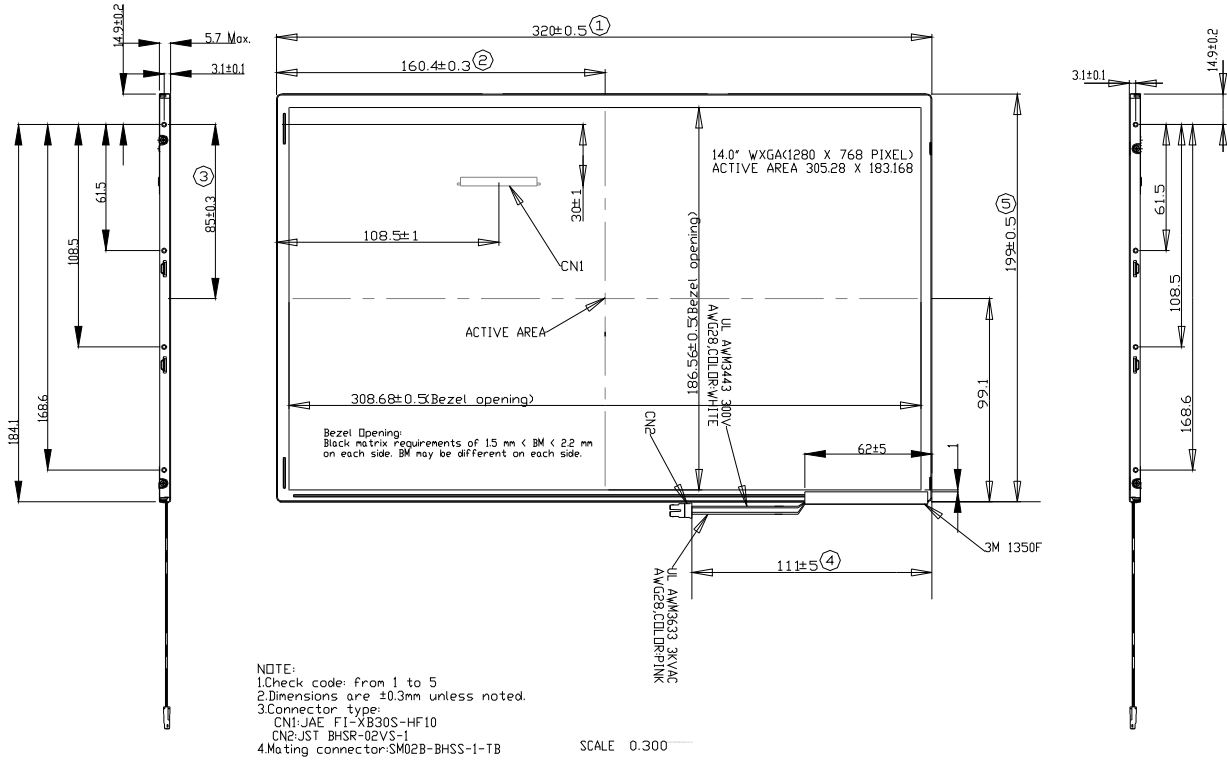 320±0.5 1
160.4±0.3 2
14.9±0.2
5.7 Max.
3.1±0.1
3.1±0.1
14.9±0.2
14.0" WXGA(1280 X 768 PIXEL)
ACTIVE AREA 305.28 X 183.168
61.5
108.5
168.6
184.1
85±0.3 3
30±1
108.5±1
CN1
ACTIVE AREA
186.56±0.5(Bezel opening)
199±0.5 5
99.1
61.5
108.5
168.6
308.68±0.5(Bezel opening)
UL AWM3443 300V
AWG28,COLOR:WHITE
CN2
Bezel Opening:
Black matrix requirements of 1.5 mm < BM < 2.2 mm
on each side. BM may be different on each side.
62±5
1
3M 1350F
111±5 4
UL AWM3633 3KVAC
AWG28,COLOR:PINK
NOTE:
1.Check code: from 1 to 5
2.Dimensions are ±0.3mm unless noted.
3.Connector type:
CN1:JAE FI-XB30S-HF10
CN2:JST BHSR-02VS-1
4.Mating connector:SM02B-BHSS-1-TB
SCALE 0.300